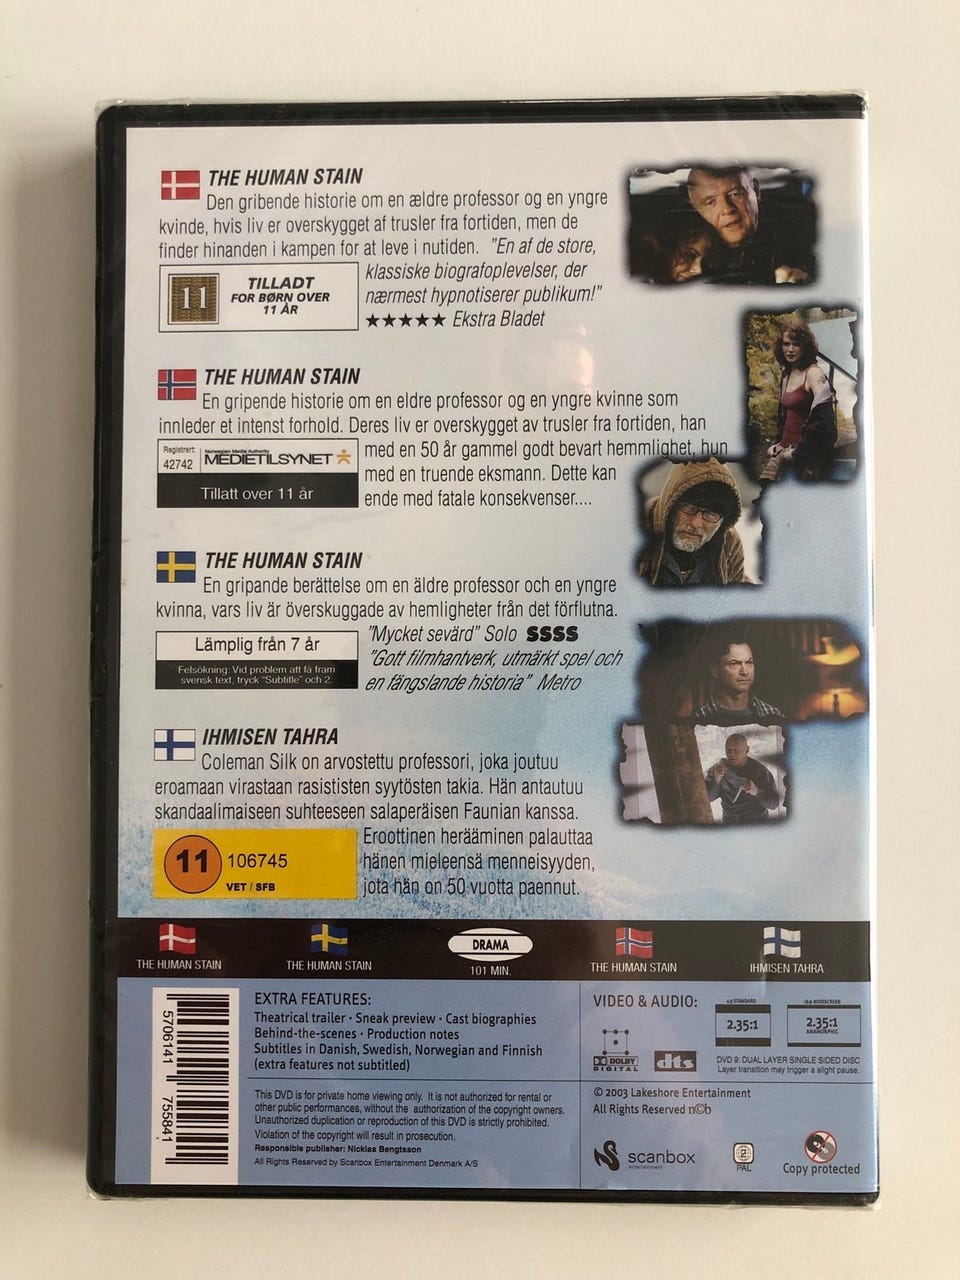 THE HUMAN STAIN
Den gribende historie om en ældre professor og en yngre
kvinde, hvis liv er overskygget af trusler fra fortiden, men de
finder hinanden i kampen for at leve i nutiden. "En af de store,
klassiske biografoplevelser, der
nærmest hypnotiserer publikum!"
★★★★★ Ekstra Bladet
11
TILLADT
FOR BØRN OVER
11 ÅR
THE HUMAN STAIN
En gripende historie om en eldre professor og en yngre kvinne som
innleder et intenst forhold. Deres liv er overskygget av trusler fra fortiden, han
med en 50 år gammel godt bevart hemmlighet, hun
med en truende eksmann. Dette kan
ende med fatale konsekvenser....
Registrert:
42742
Norwegian Media Authority
MEDIETILSYNET
Tillatt over 11 år
THE HUMAN STAIN
En gripande berättelse om en äldre professor och en yngre
kvinna, vars liv är överskuggade av hemligheter från det förflutna.
"Mycket sevärd" Solo SSSS
"Gott filmhantverk, utmärkt spel och
en fängslande historia" Metro
Lämplig från 7 år
Felsökning: Vid problem att få fram
svensk text, tryck "Subtitle" och 2.
IHMISEN TAHRA
Coleman Silk on arvostettu professori, joka joutuu
eroamaan virastaan rasististen syytösten takia. Hän antautuu
skandaalimaiseen suhteeseen salaperäisen Faunian kanssa.
Eroottinen herääminen palauttaa
hänen mieleensä menneisyyden,
jota hän on 50 vuotta paennut.
11 106745
VET / SFB
THE HUMAN STAIN
THE HUMAN STAIN
DRAMA
101 MIN.
THE HUMAN STAIN
IHMISEN TAHRA
5706141 755841
EXTRA FEATURES:
Theatrical trailer · Sneak preview · Cast biographies
Behind-the-scenes · Production notes
Subtitles in Danish, Swedish, Norwegian and Finnish
(extra features not subtitled)
This DVD is for private home viewing only. It is not authorized for rental or
other public performances, without the authorization of the copyright owners.
Unauthorized duplication or reproduction of this DVD is strictly prohibited.
Violation of the copyright will result in prosecution.
Responsible publisher: Nicklas Bengtsson
All Rights Reserved by Scanbox Entertainment Denmark A/S
VIDEO & AUDIO:
DOLBY
DIGITAL
dts
4:3 STANDARD
2.35:1
16:9 WIDESCREEN
2.35:1
ANAMORPHIC
DVD 9: DUAL LAYER SINGLE SIDED DISC
Layer transition may trigger a slight pause.
© 2003 Lakeshore Entertainment
All Rights Reserved n©b
scanbox
entertainment
2
PAL
Copy protected